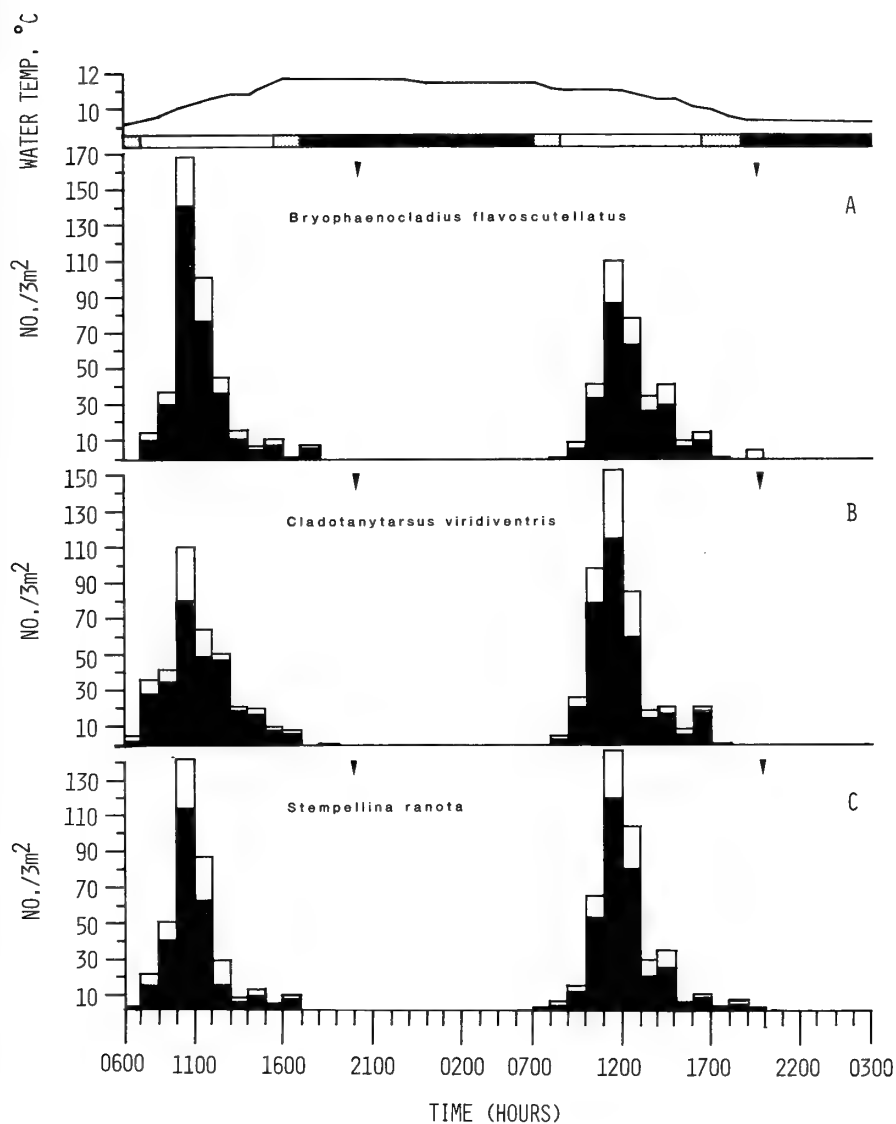 WATER TEMP. °C
12
10
170
150
130
110
90
70
50
30
10
NO./3m2
Bryophaenocladius flavoscutellatus
A
150
130
110
90
70
50
30
10
NO./3m2
Cladotanytarsus viridiventris
B
130
110
90
70
50
30
10
NO./3m2
Stempellina ranota
C
0600 1100 1600 2100 0200 0700 1200 1700 2200 0300
TIME (HOURS)